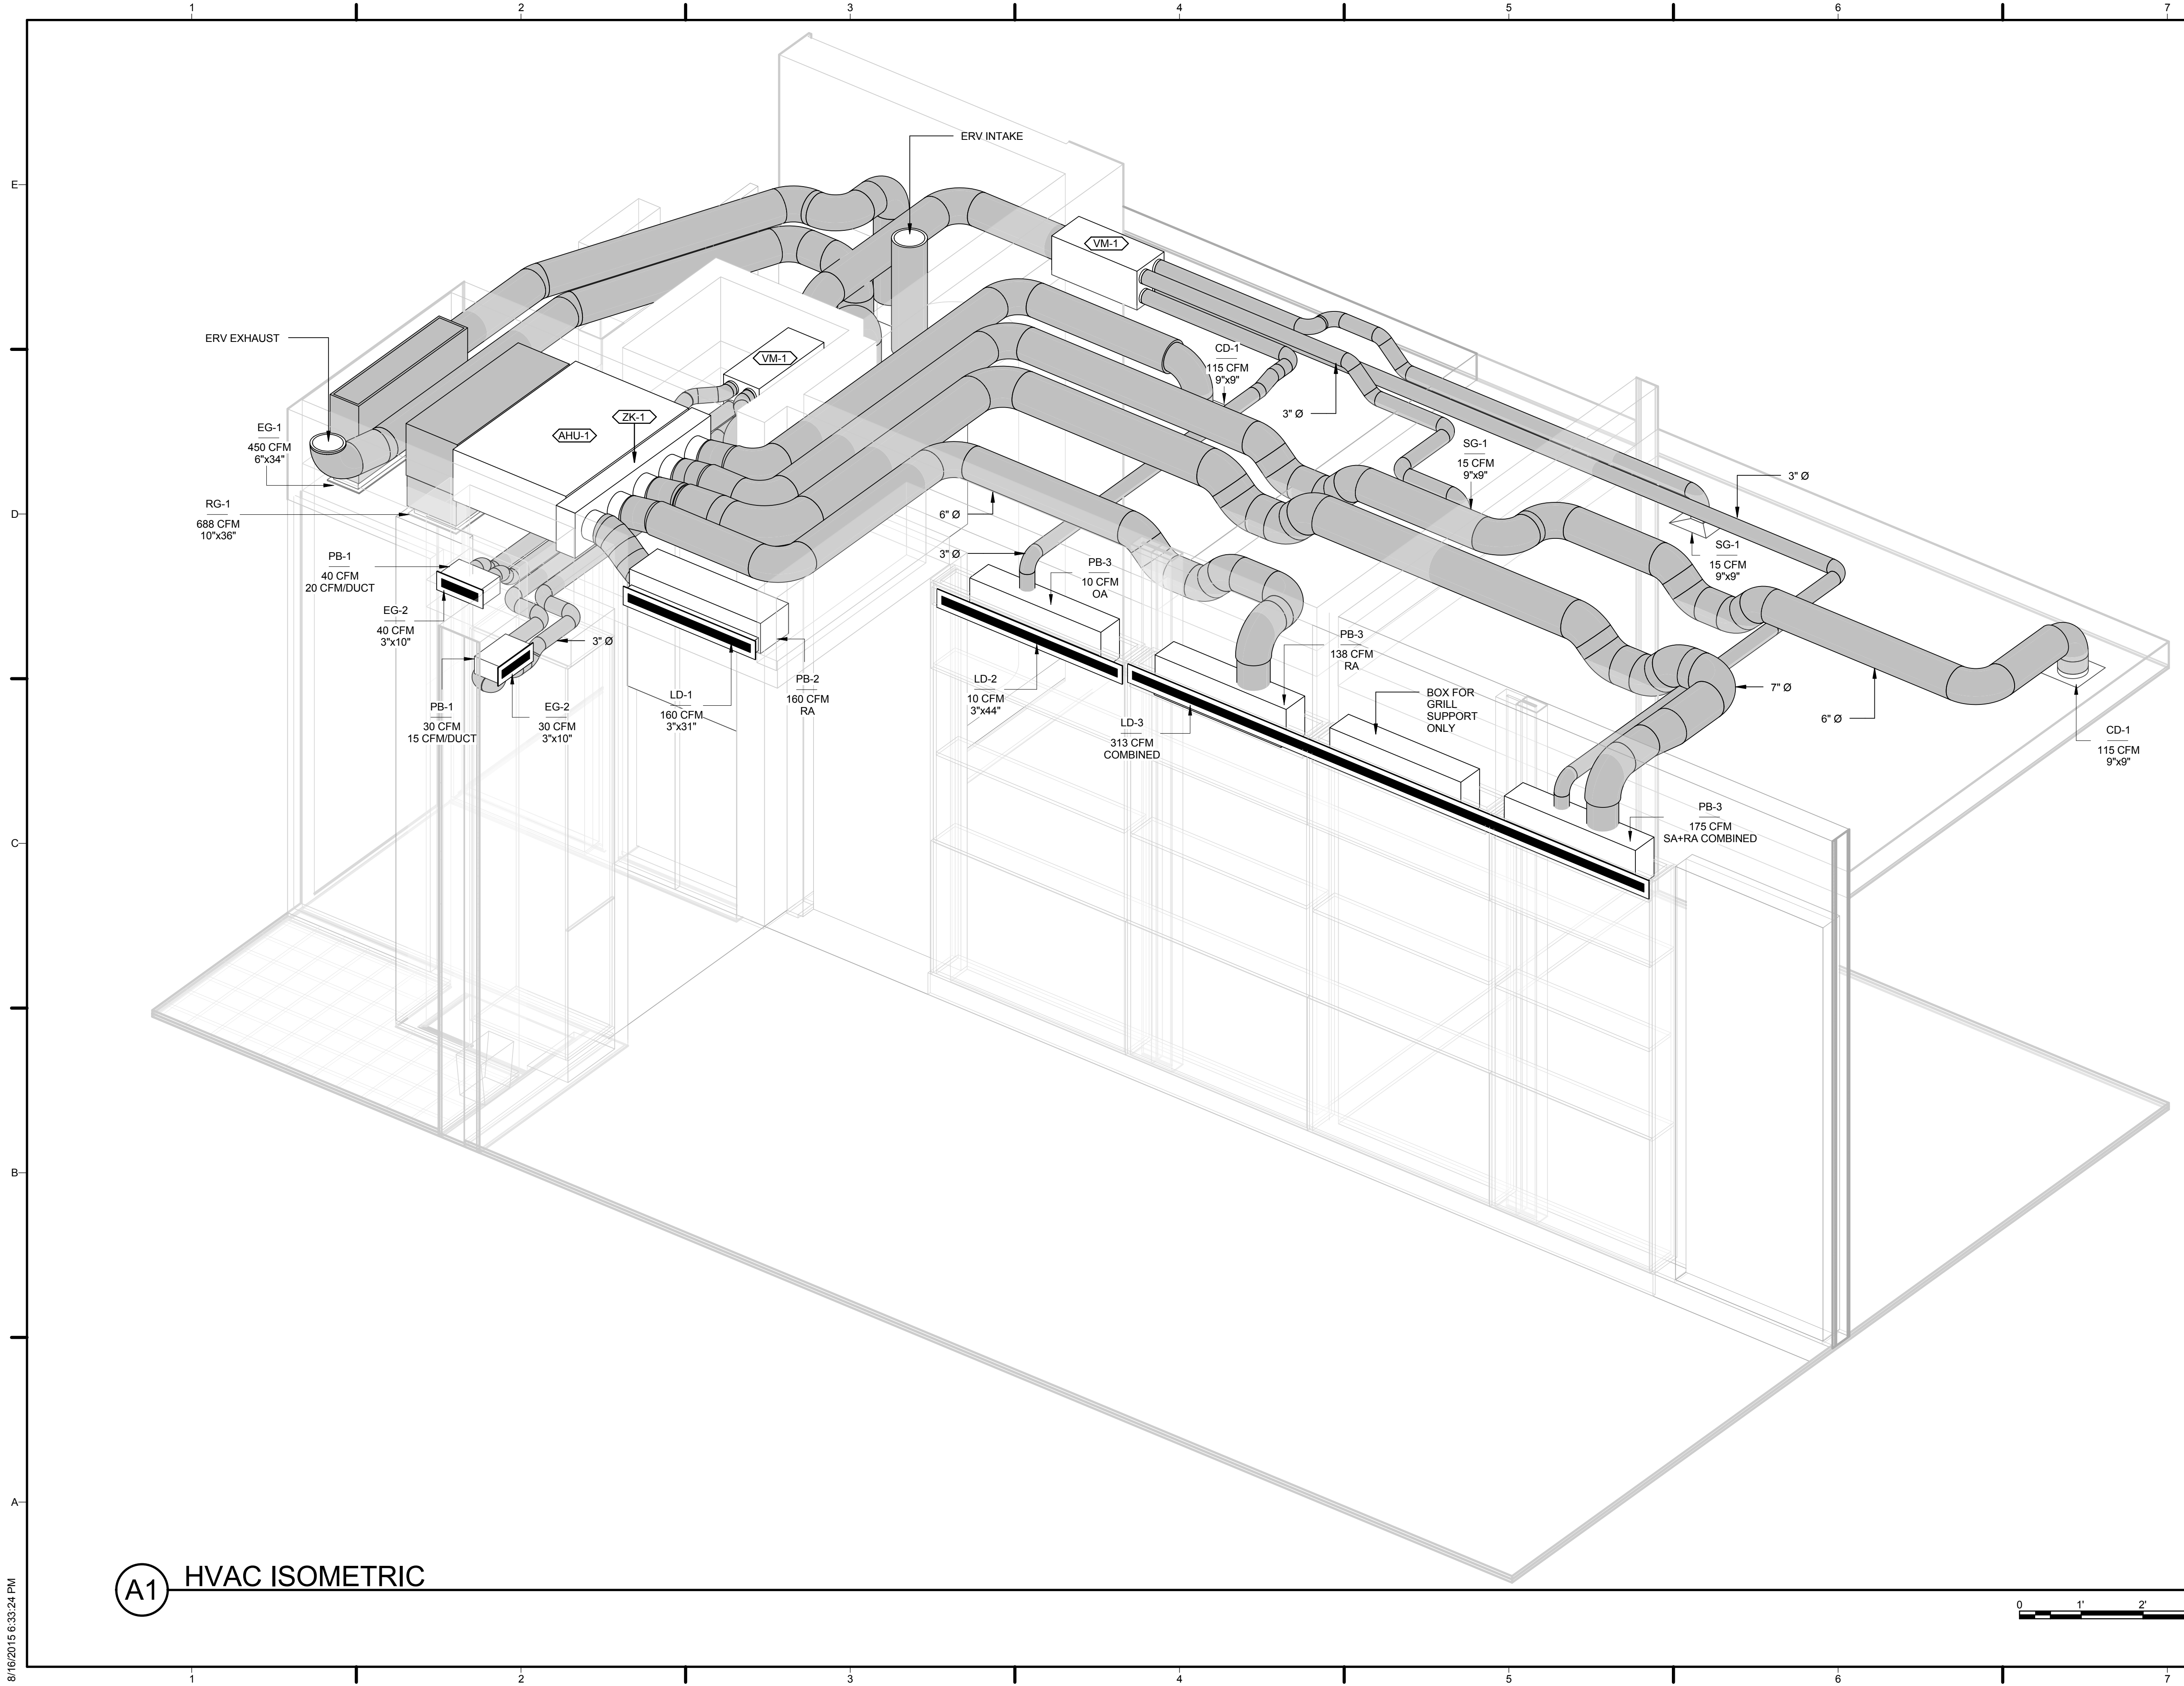 1 2 3 4 5 6 7
E
D
C
B
A
ERV INTAKE
VM-1
ERV EXHAUST
VM-1
CD-1
115 CFM
9"x9"
3" Ø
ZK-1
AHU-1
EG-1
450 CFM
6"x34"
SG-1
15 CFM
9"x9"
3" Ø
RG-1
688 CFM
10"x36"
6" Ø
3" Ø
SG-1
15 CFM
9"x9"
PB-1
40 CFM
20 CFM/DUCT
PB-3
10 CFM
OA
EG-2
40 CFM
3"x10"
3" Ø
PB-3
138 CFM
RA
PB-2
160 CFM
RA
LD-1
160 CFM
3"x31"
LD-2
10 CFM
3"x44"
7" Ø
BOX FOR
GRILL
SUPPORT
ONLY
PB-1
30 CFM
15 CFM/DUCT
EG-2
30 CFM
3"x10"
LD-3
313 CFM
COMBINED
6" Ø
CD-1
115 CFM
9"x9"
PB-3
175 CFM
SA+RA COMBINED
A1 HVAC ISOMETRIC
0 1' 2'
8/16/2015 6:33:24 PM
1 2 3 4 5 6 7